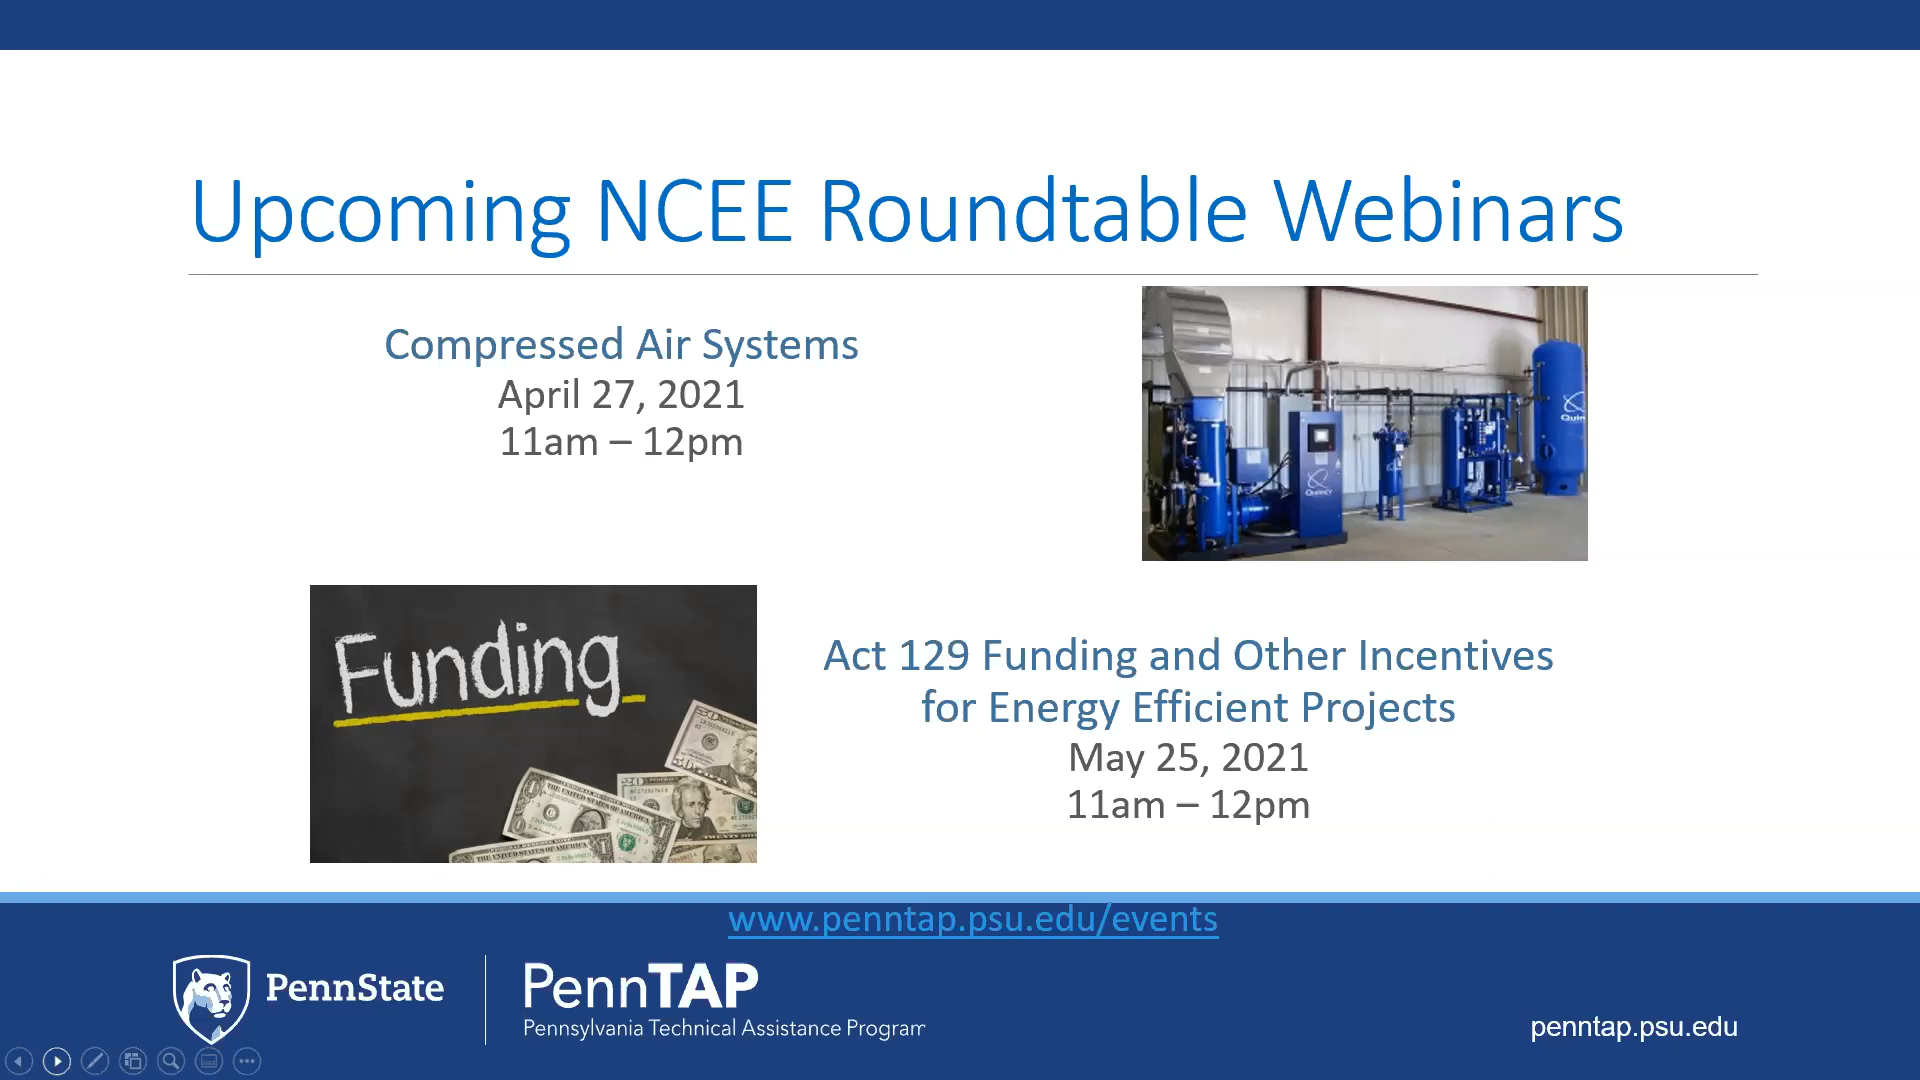 Upcoming NCEE Roundtable Webinars
Compressed Air Systems
April 27, 2021
11am – 12pm
Quincy
Funding
Act 129 Funding and Other Incentives
for Energy Efficient Projects
May 25, 2021
11am – 12pm
www.penntap.psu.edu/events
PennState
PennTAP
Pennsylvania Technical Assistance Program
penntap.psu.edu